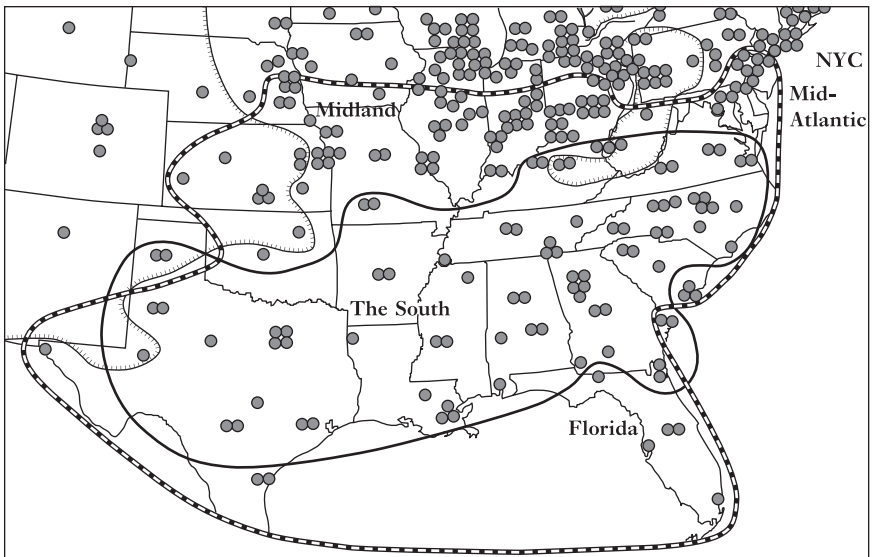 NYC
Mid-
Atlantic
Midland
The South
Florida